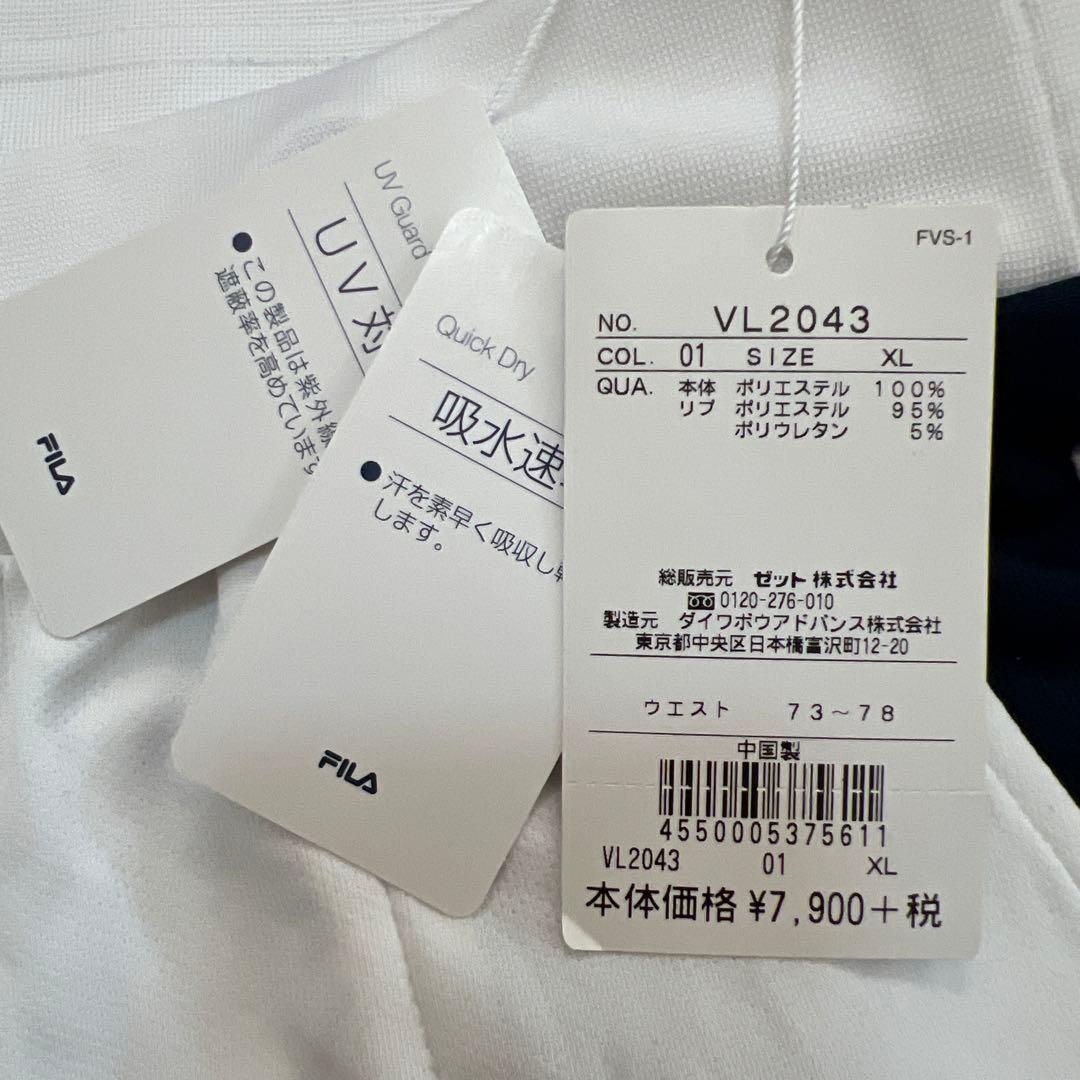 UV Guard
UV対
●この製品は紫外線
遮蔽率を高めています
FILA
Quick Dry
吸水速
●汗を素早く吸収し
します。
FILA
FVS-1
NO. VL2043
COL. 01 SIZE XL
QUA. 本体 ポリエステル 100%
リブ ポリエステル 95%
ポリウレタン 5%
総販売元 ゼット株式会社
0120-276-010
製造元 ダイワボウアドバンス株式会社
東京都中央区日本橋富沢町12-20
ウエスト 73~78
中国製
4550005375611
VL2043 01 XL
本体価格 ¥7,900+税